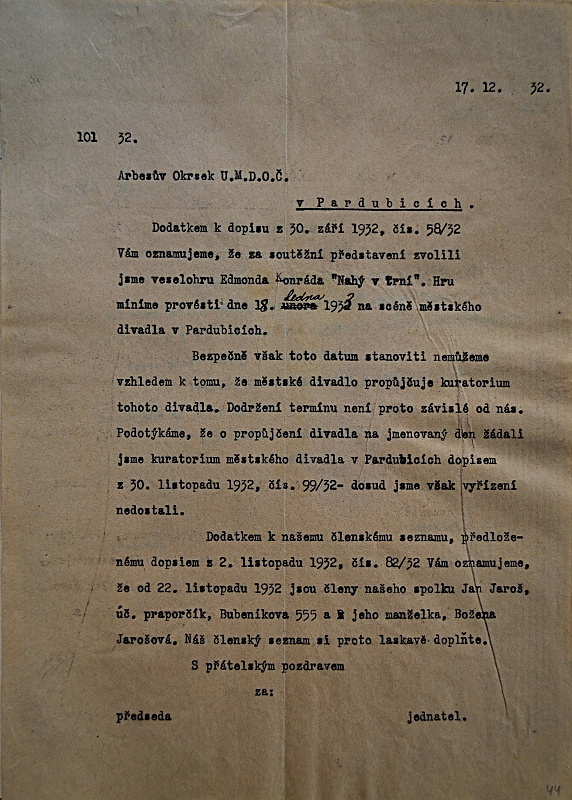 17. 12. 32.
101 32.
Arbesův Okrsek U.M.D.O.Č.
v Pardubicích.
Dodatkem k dopisu z 30. září 1932, čís. 58/32
Vám oznamujeme, že za soutěžní představení zvolili
jsme veselohru Edmonda Konráda "Nahý v trní". Hru
ledna
míníme provésti dne 18. února 1933 na scéně městského
divadla v Pardubicích.
Bezpečně však toto datum stanoviti nemůžeme
vzhledem k tomu, že městské divadlo propůjčuje kuratorium
tohoto divadla. Dodržení termínu není proto závislé od nás.
Podotýkáme, že o propůjčení divadla na jmenovaný den žádali
jsme kuratorium městského divadla v Pardubicích dopisem
z 30. listopadu 1932, čís. 99/32- dosud jsme však vyřízení
nedostali.
Dodatkem k našemu členskému seznamu, předlože-
nému dopsiem z 2. listopadu 1932, čís. 82/32 Vám oznamujeme,
že od 22. listopadu 1932 jsou členy našeho spolku Jan Jaroš,
úč. praporčík, Bubeníkova 555 a jeho manželka, Božena
Jarošová. Náš členský seznam si proto laskavě doplňte.
S přátelským pozdravem
za:
předseda jednatel.
44